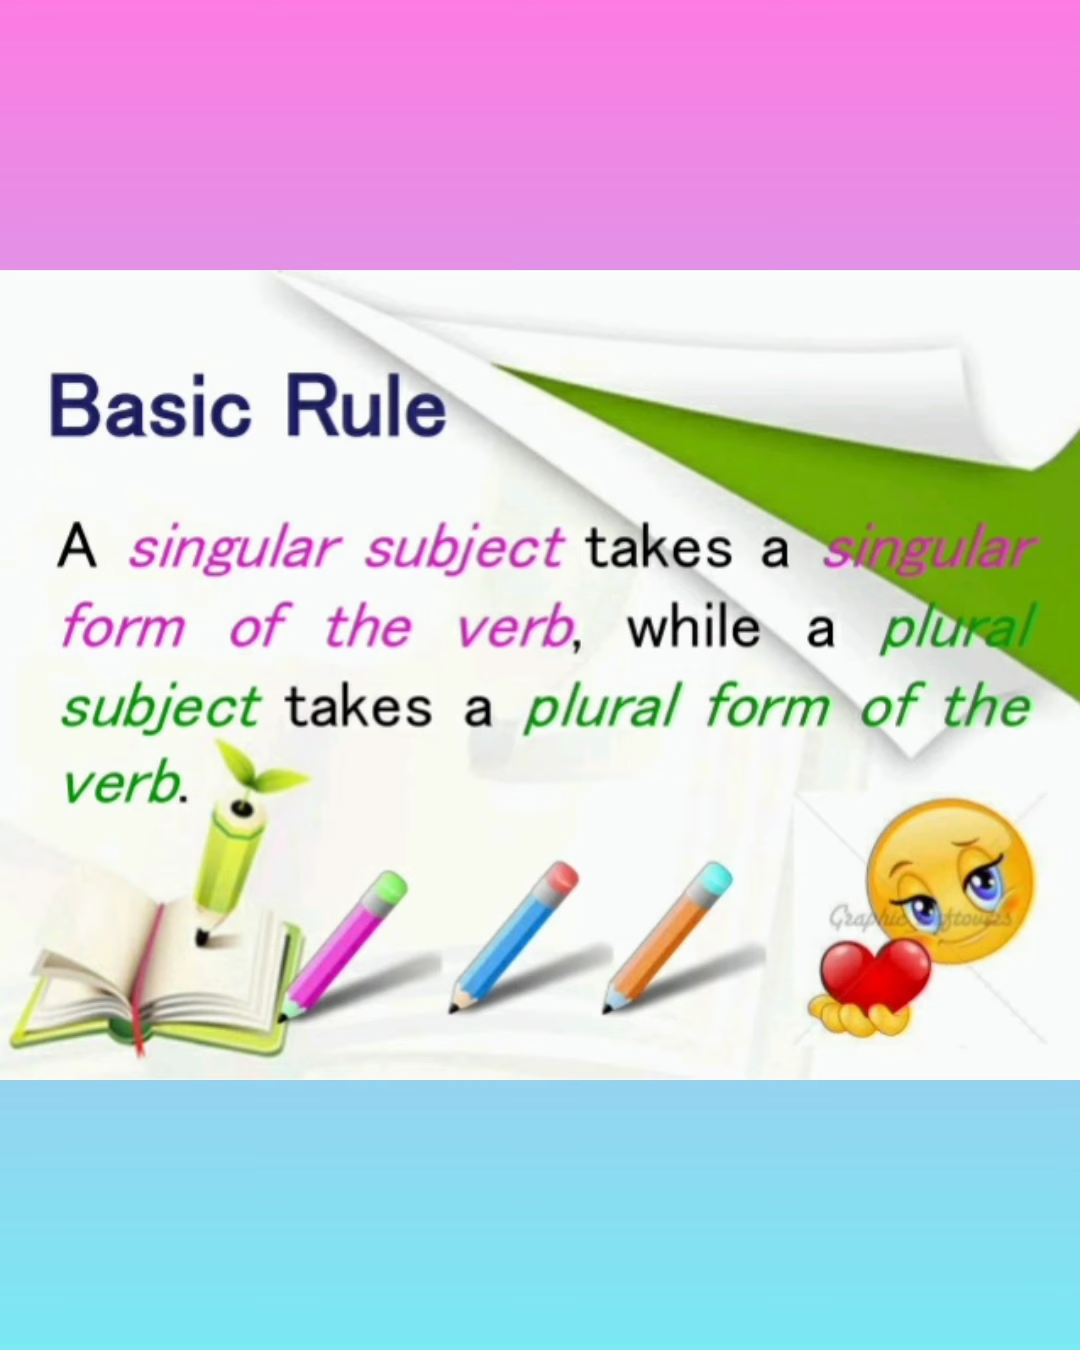 Basic Rule
A singular subject takes a singular
form of the verb, while a plural
subject takes a plural form of the
verb.